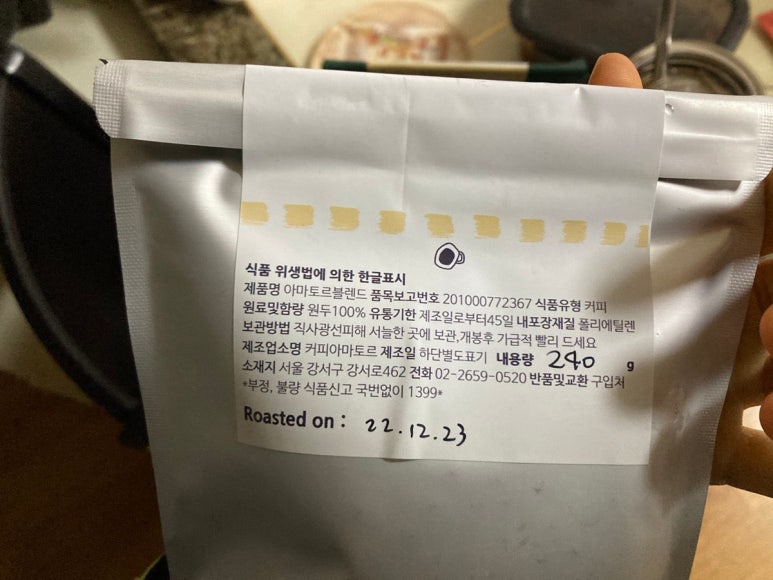 식품 위생법에 의한 한글표시
제품명 아마토르블렌드 품목보고번호 201000772367 식품유형 커피
원료및함량 원두100% 유통기한 제조일로부터45일 내포장재질 폴리에틸렌
보관방법 직사광선피해 서늘한 곳에 보관,개봉후 가급적 빨리 드세요
제조업소명 커피아마토르 제조일 하단별도표기 내용량 240 g
소재지 서울 강서구 강서로462 전화 02-2659-0520 반품및교환 구입처
*부정, 불량 식품신고 국번없이 1399*
Roasted on : 22.12.23